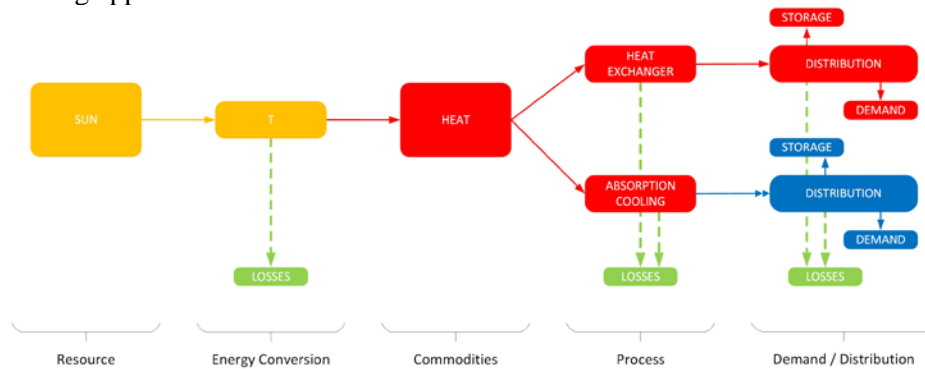 STORAGE
HEAT
EXCHANGER
DISTRIBUTION
SUN
T
HEAT
DEMAND
STORAGE
ABSORPTION
COOLING
DISTRIBUTION
DEMAND
LOSSES
LOSSES
LOSSES
Resource
Energy Conversion
Commodities
Process
Demand / Distribution